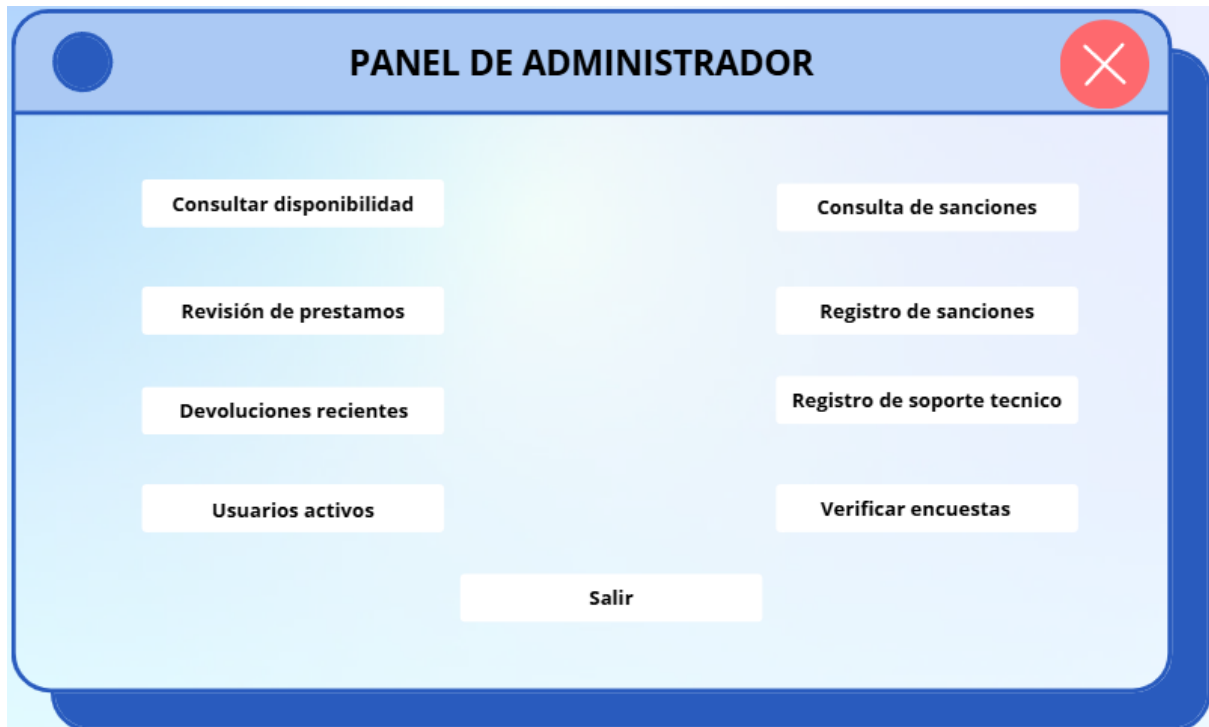 PANEL DE ADMINISTRADOR
Consultar disponibilidad
Consulta de sanciones
Revisión de prestamos
Registro de sanciones
Devoluciones recientes
Registro de soporte tecnico
Usuarios activos
Verificar encuestas
Salir